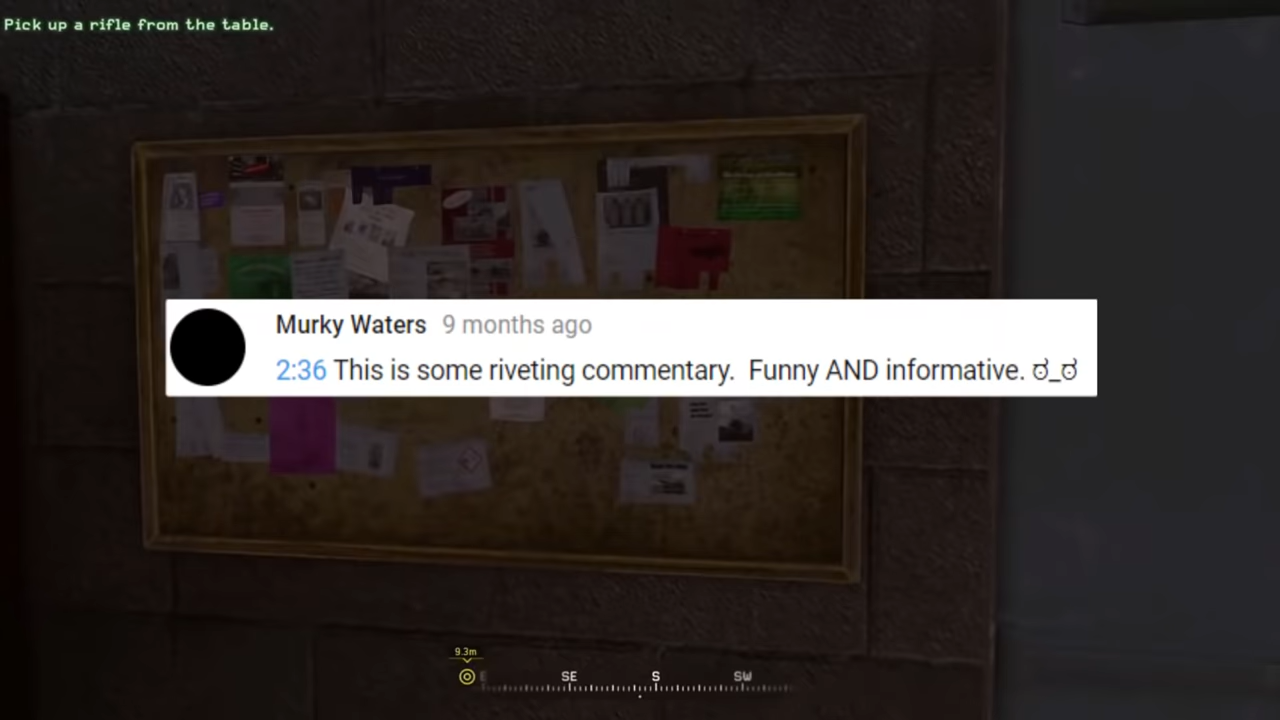 Pick up a rifle from the table.
Murky Waters 9 months ago
2:36 This is some riveting commentary.  Funny AND informative. ಠ_ಠ
9.3m
E SE S SW